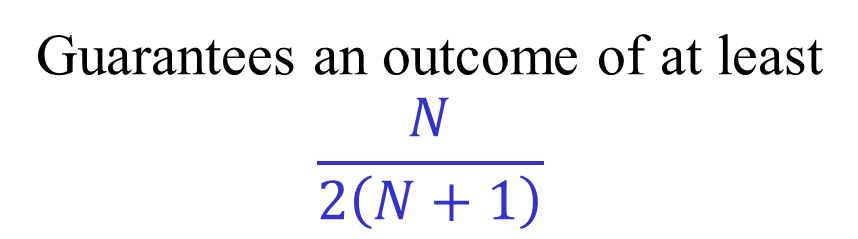 Guarantees an outcome of at least
N
2(N + 1)